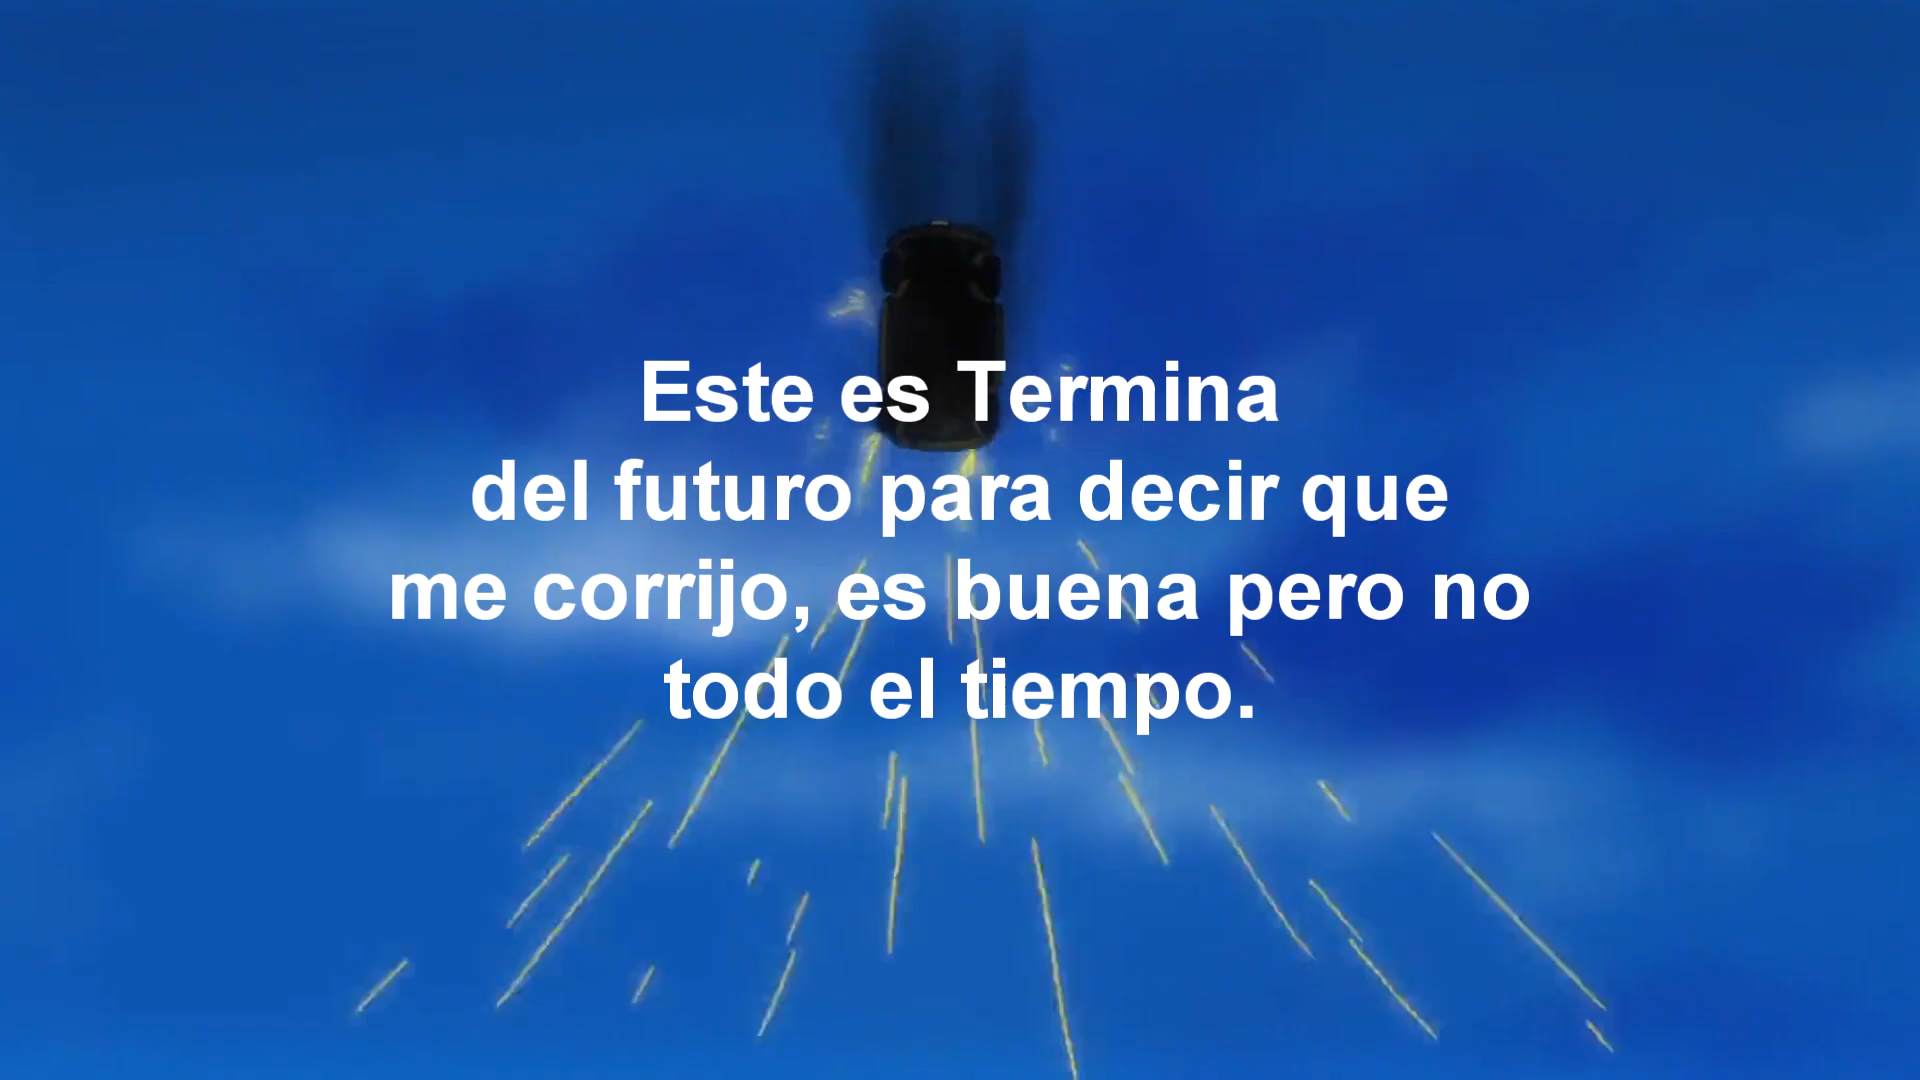 Este es Termina
del futuro para decir que
me corrijo, es buena pero no
todo el tiempo.